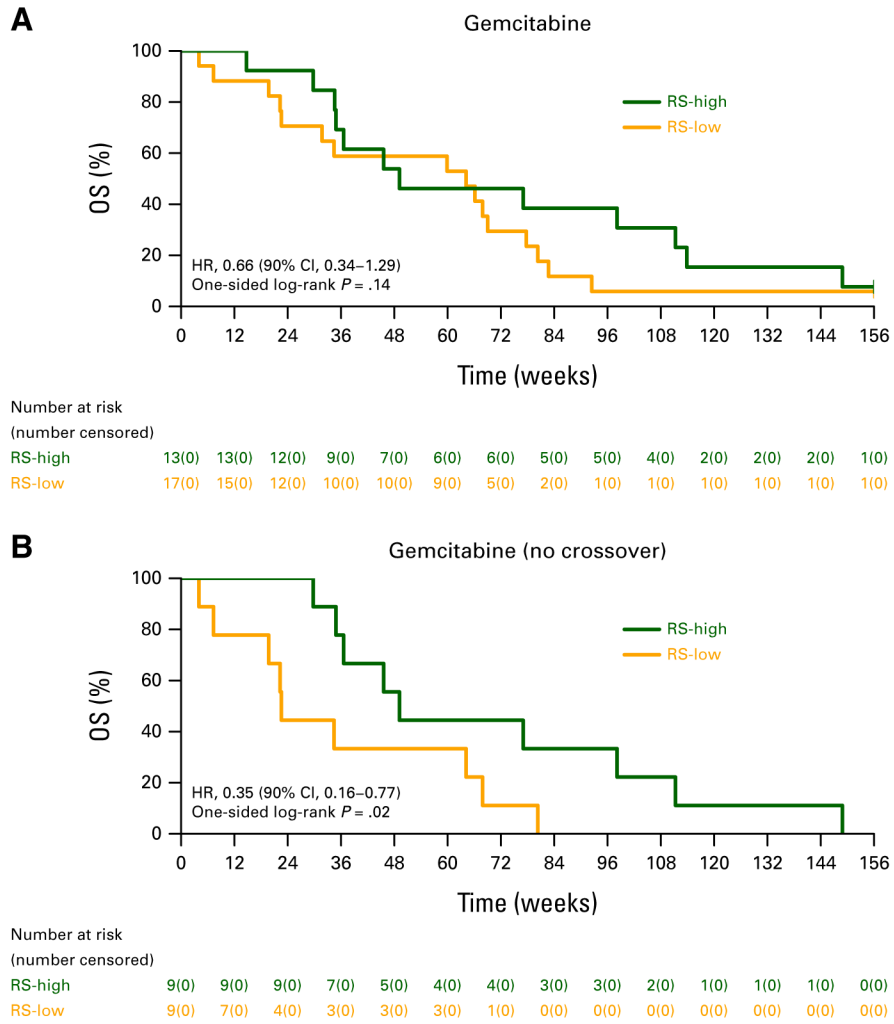 A
Gemcitabine
100
80
60
40
20
0
OS (%)
RS-high
RS-low
HR, 0.66 (90% CI, 0.34–1.29)
One-sided log-rank P = .14
0 12 24 36 48 60 72 84 96 108 120 132 144 156
Time (weeks)
Number at risk
(number censored)
RS-high 13(0) 13(0) 12(0) 9(0) 7(0) 6(0) 6(0) 5(0) 5(0) 4(0) 2(0) 2(0) 2(0) 1(0)
RS-low 17(0) 15(0) 12(0) 10(0) 10(0) 9(0) 5(0) 2(0) 1(0) 1(0) 1(0) 1(0) 1(0) 1(0)
B
Gemcitabine (no crossover)
100
80
60
40
20
0
OS (%)
RS-high
RS-low
HR, 0.35 (90% CI, 0.16–0.77)
One-sided log-rank P = .02
0 12 24 36 48 60 72 84 96 108 120 132 144 156
Time (weeks)
Number at risk
(number censored)
RS-high 9(0) 9(0) 9(0) 7(0) 5(0) 4(0) 4(0) 3(0) 3(0) 2(0) 1(0) 1(0) 1(0) 0(0)
RS-low 9(0) 7(0) 4(0) 3(0) 3(0) 3(0) 1(0) 0(0) 0(0) 0(0) 0(0) 0(0) 0(0) 0(0)